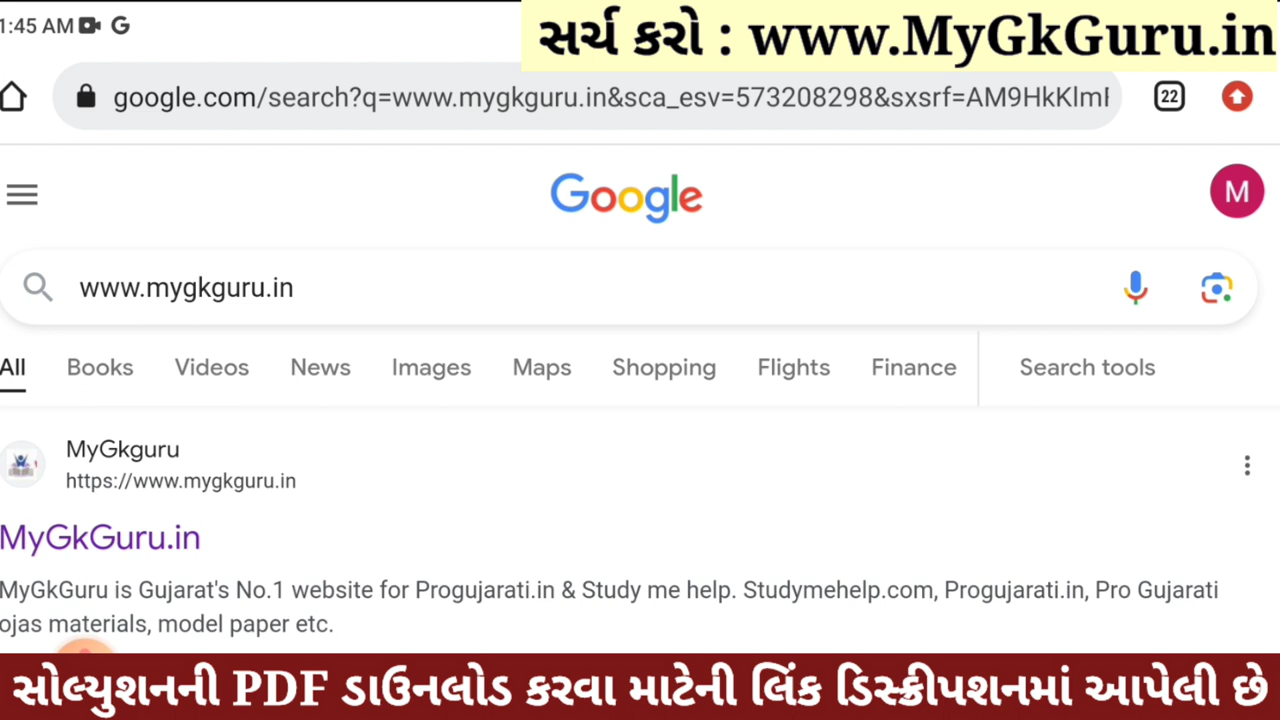 1:45 AM G
સર્ચ કરો : www.MyGkGuru.in
google.com/search?q=www.mygkguru.in&sca_esv=573208298&sxsrf=AM9HkKlm
22
Google
M
www.mygkguru.in
All Books Videos News Images Maps Shopping Flights Finance Search tools
MyGkguru
https://www.mygkguru.in
MyGkGuru.in
MyGkGuru is Gujarat's No.1 website for Progujarati.in & Study me help. Studymehelp.com, Progujarati.in, Pro Gujarati
ojas materials, model paper etc.
સોલ્યુશનની PDF ડાઉનલોડ કરવા માટેની લિંક ડિસ્ક્રીપશનમાં આપેલી છે